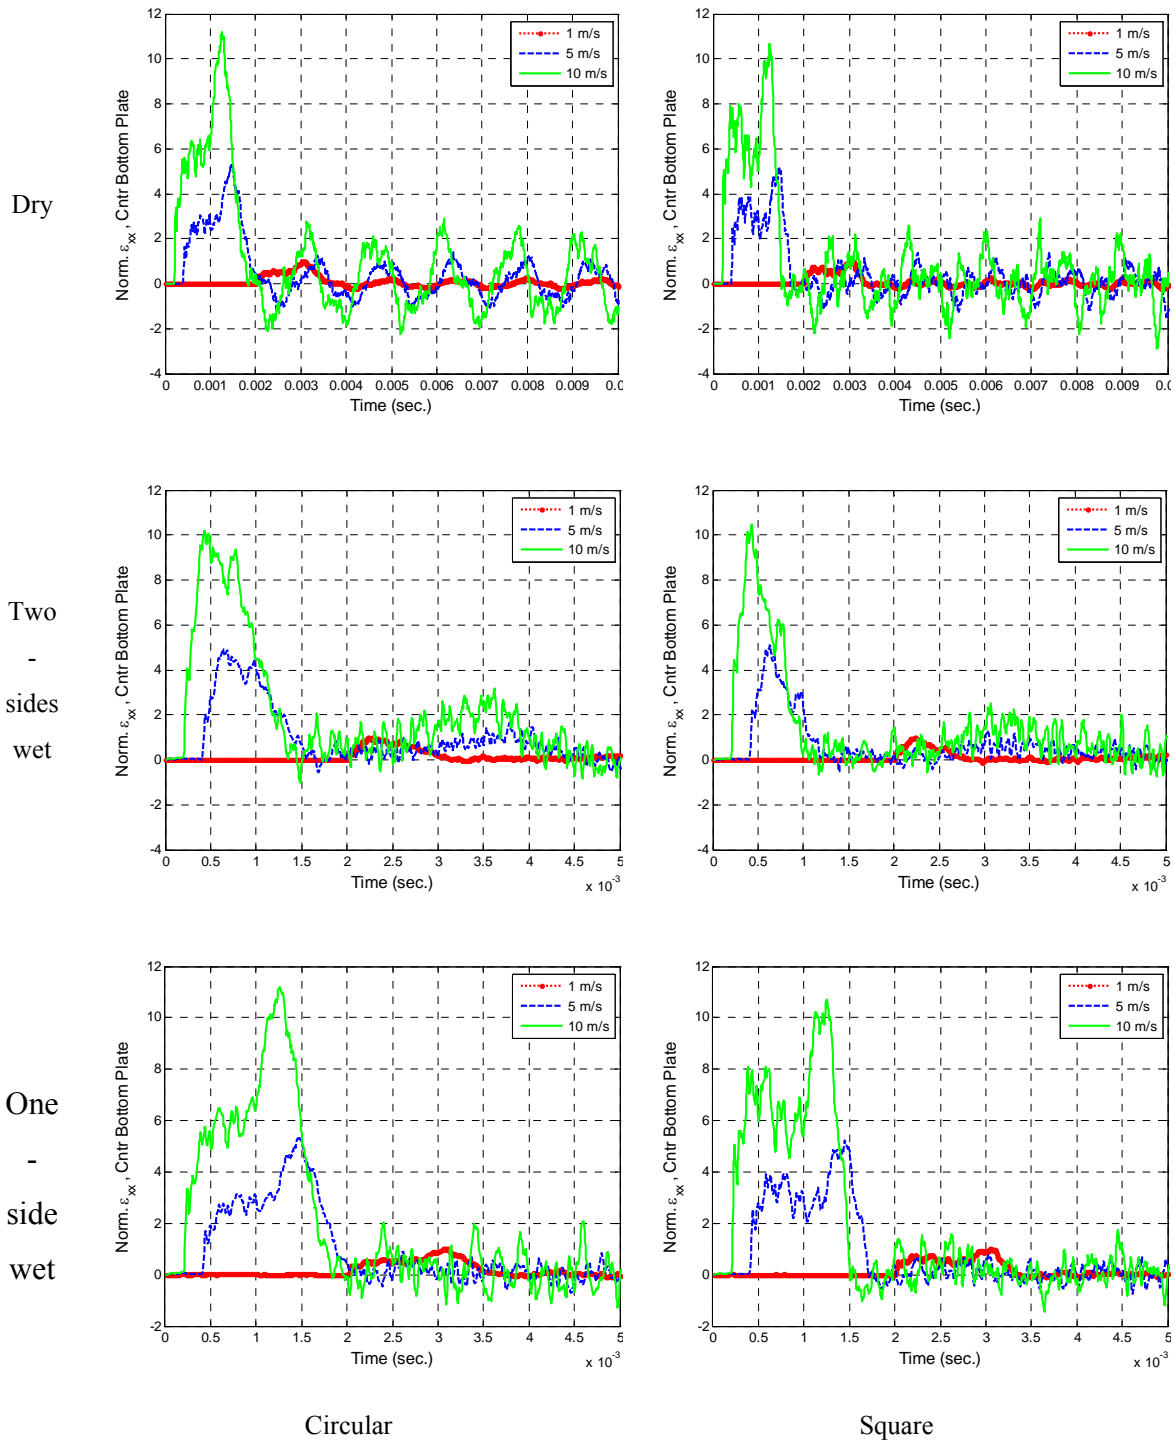 12
10
8
6
4
2
0
-2
-4
Norm. εxx , Cntr Bottom Plate
1 m/s
5 m/s
10 m/s
0 0.001 0.002 0.003 0.004 0.005 0.006 0.007 0.008 0.009 0.0
Time (sec.)
12
10
8
6
4
2
0
-2
-4
Norm. εxx , Cntr Bottom Plate
1 m/s
5 m/s
10 m/s
0 0.001 0.002 0.003 0.004 0.005 0.006 0.007 0.008 0.009 0.0
Time (sec.)
Dry
12
10
8
6
4
2
0
-2
-4
Norm. εxx , Cntr Bottom Plate
1 m/s
5 m/s
10 m/s
0 0.5 1 1.5 2 2.5 3 3.5 4 4.5 5
Time (sec.)
x 10-3
12
10
8
6
4
2
0
-2
-4
Norm. εxx , Cntr Bottom Plate
1 m/s
5 m/s
10 m/s
0 0.5 1 1.5 2 2.5 3 3.5 4 4.5 5
Time (sec.)
x 10-3
Two
-
sides
wet
12
10
8
6
4
2
0
-2
Norm. εxx , Cntr Bottom Plate
1 m/s
5 m/s
10 m/s
0 0.5 1 1.5 2 2.5 3 3.5 4 4.5 5
Time (sec.)
x 10-3
12
10
8
6
4
2
0
-2
Norm. εxx , Cntr Bottom Plate
1 m/s
5 m/s
10 m/s
0 0.5 1 1.5 2 2.5 3 3.5 4 4.5 5
Time (sec.)
x 10-3
One
-
side
wet
Circular
Square